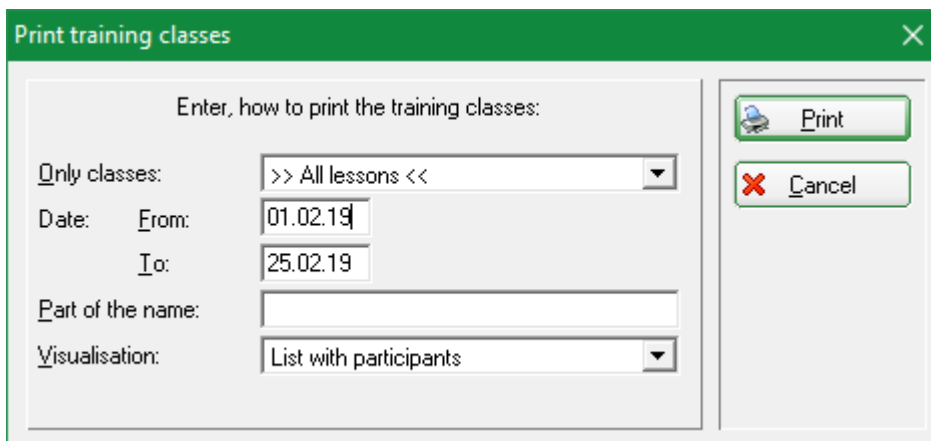 Print training classes
Enter, how to print the training classes:
Only classes: >> All lessons <<
Date: From: 01.02.19
To: 25.02.19
Part of the name:
Visualisation: List with participants
Print
Cancel